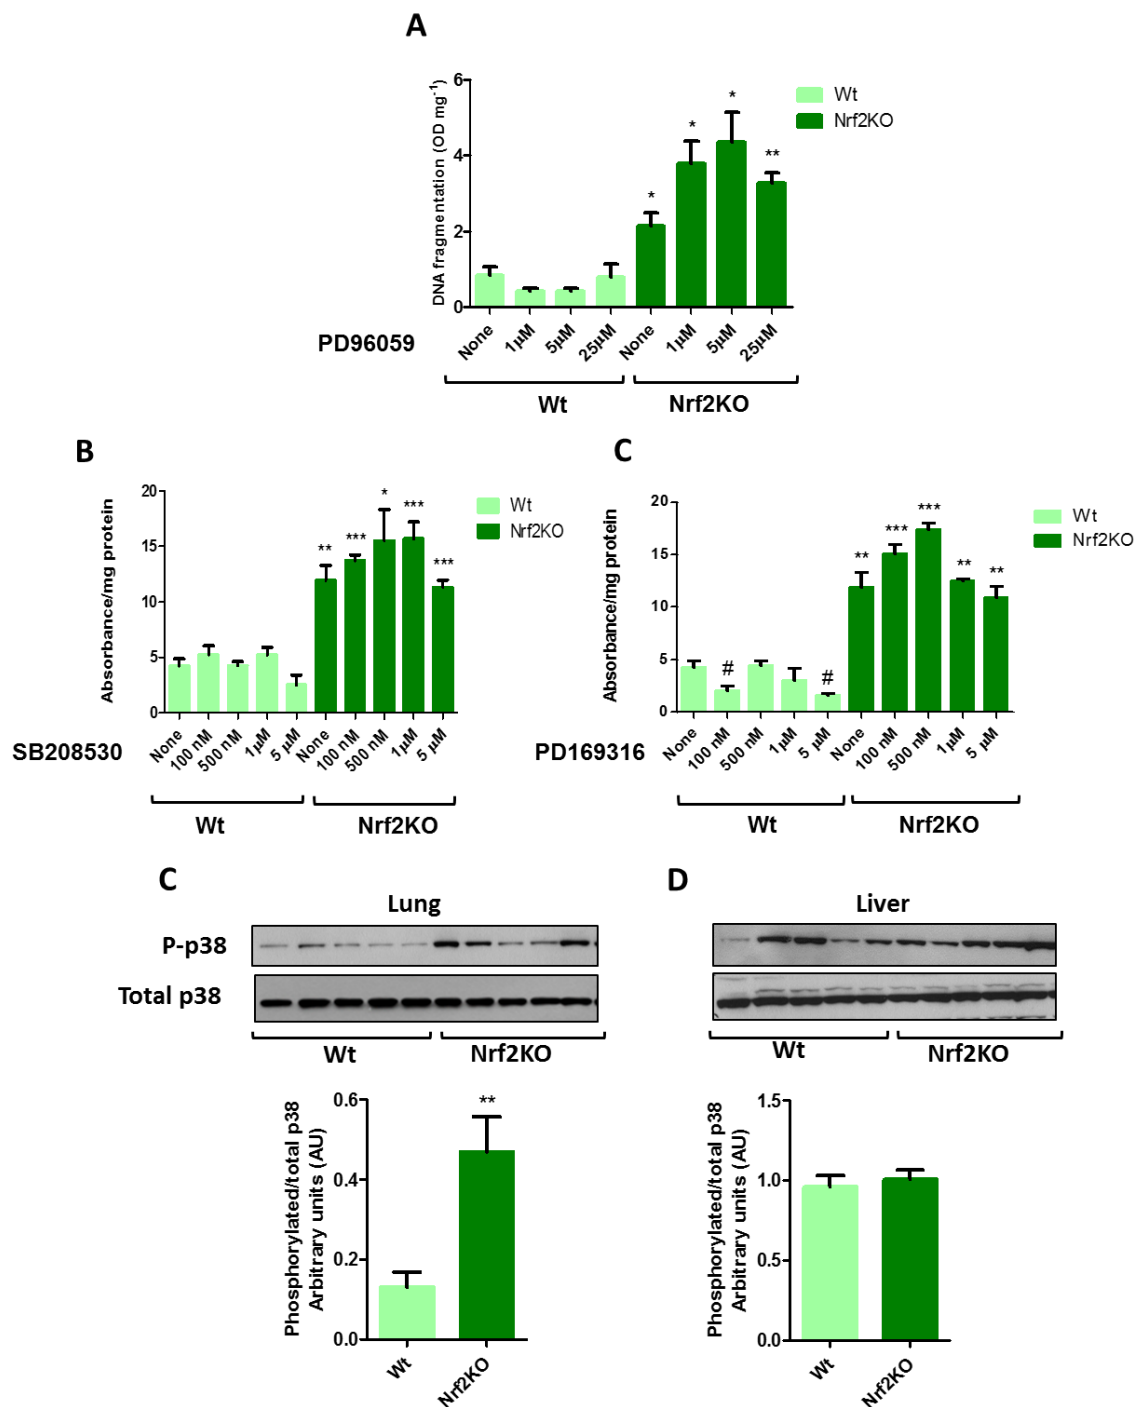 A
DNA fragmentation (OD mg⁻¹)
6
4
2
0
* * * **
Wt
Nrf2KO
PD96059
None 1µM 5µM 25µM None 1µM 5µM 25µM
Wt Nrf2KO
B
Absorbance/mg protein
20
15
10
5
0
** *** * *** ***
Wt
Nrf2KO
SB208530
None 100 nM 500 nM 1µM 5 µM None 100 nM 500 nM 1µM 5 µM
Wt Nrf2KO
C
Absorbance/mg protein
20
15
10
5
0
# # ** *** *** ** **
Wt
Nrf2KO
PD169316
None 100 nM 500 nM 1µM 5 µM None 100 nM 500 nM 1µM 5 µM
Wt Nrf2KO
C
Lung
P-p38
Total p38
Wt Nrf2KO
Phosphorylated/total p38
Arbitrary units (AU)
0.6
0.4
0.2
0.0
**
Wt Nrf2KO
D
Liver
Wt Nrf2KO
Phosphorylated/total p38
Arbitrary units (AU)
1.5
1.0
0.5
0.0
Wt Nrf2KO